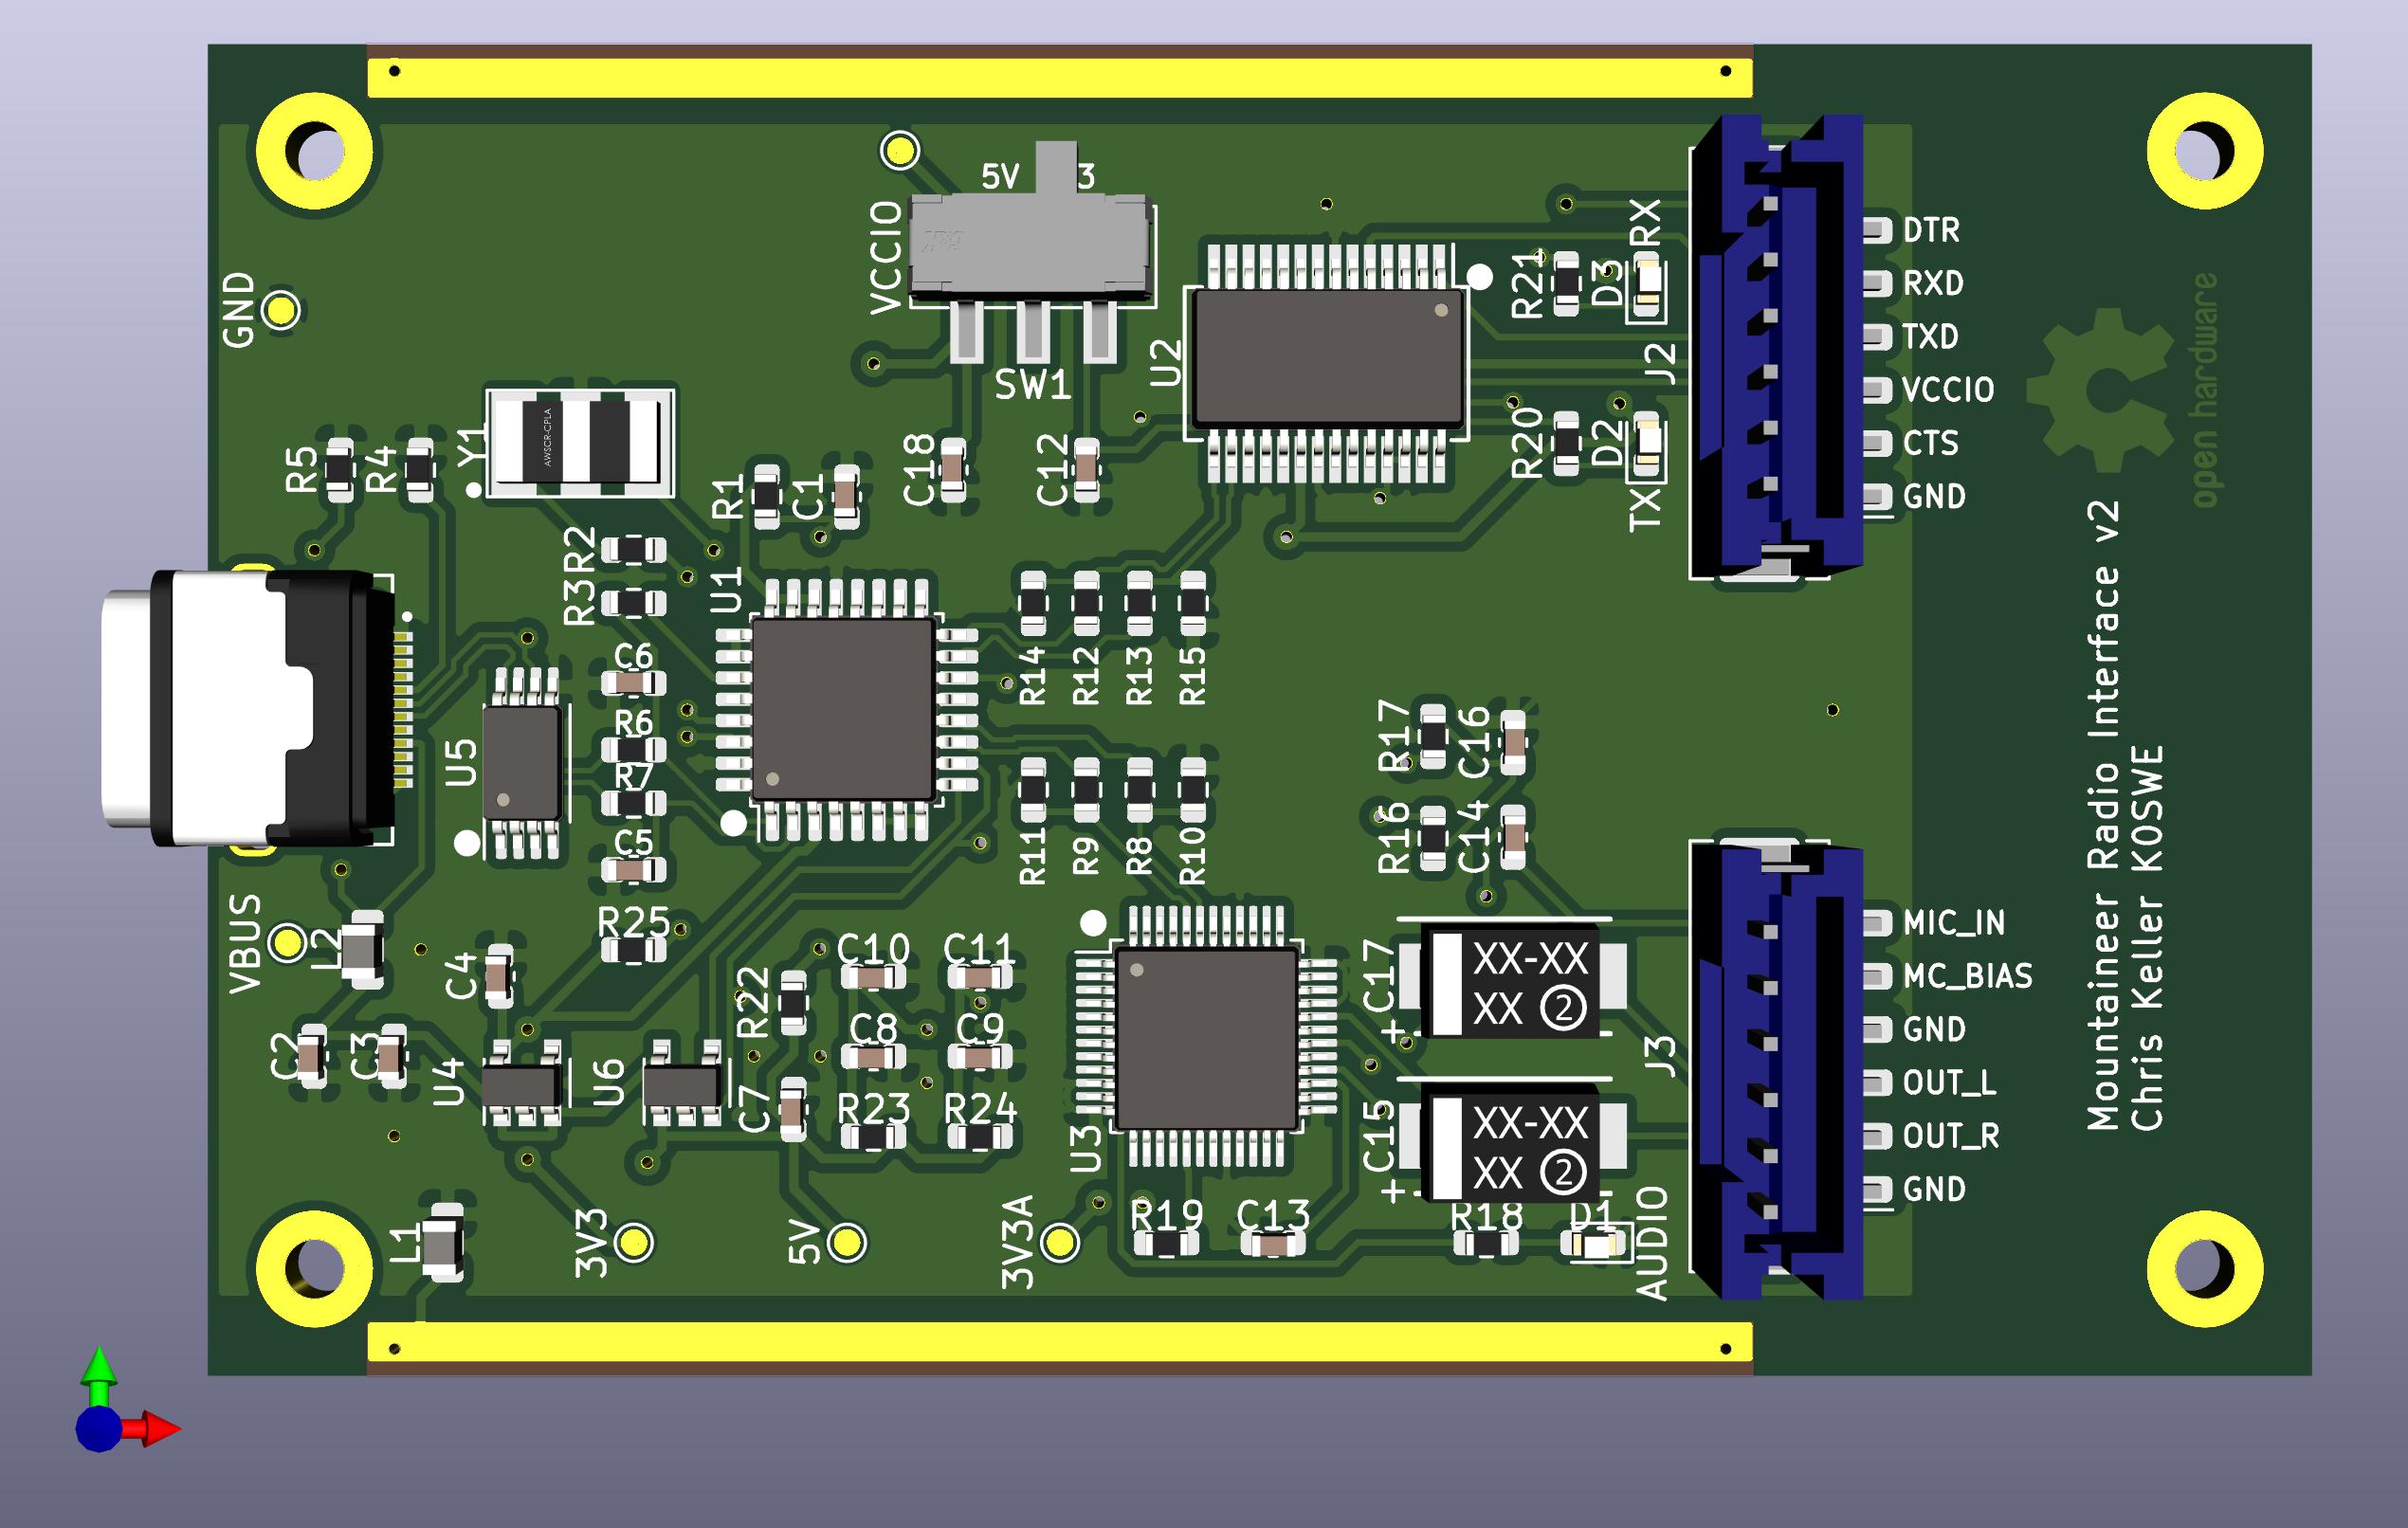 5V
3
VCCIO
GND
SW1
U2
R21
D3
RX
J2
R20
D2
TX
DTR
RXD
TXD
VCCIO
CTS
GND
open hardware
Y1
AWSCR-CPLA
R5
R4
R1
C1
C18
C12
R2
R3
U1
C6
R6
R7
C5
U5
R14
R12
R13
R15
R11
R9
R8
R10
R17
C16
R16
C14
VBUS
L2
C4
R25
R22
C10
C11
C8
C9
C2
C3
U4
U6
C7
R23
R24
U3
C17
+
XX-XX
XX 2
C15
+
XX-XX
XX 2
J3
MIC_IN
MC_BIAS
GND
OUT_L
OUT_R
GND
L1
3V3
5V
3V3A
R19
C13
R18
D1
AUDIO
Mountaineer Radio Interface v2
Chris Keller K0SWE